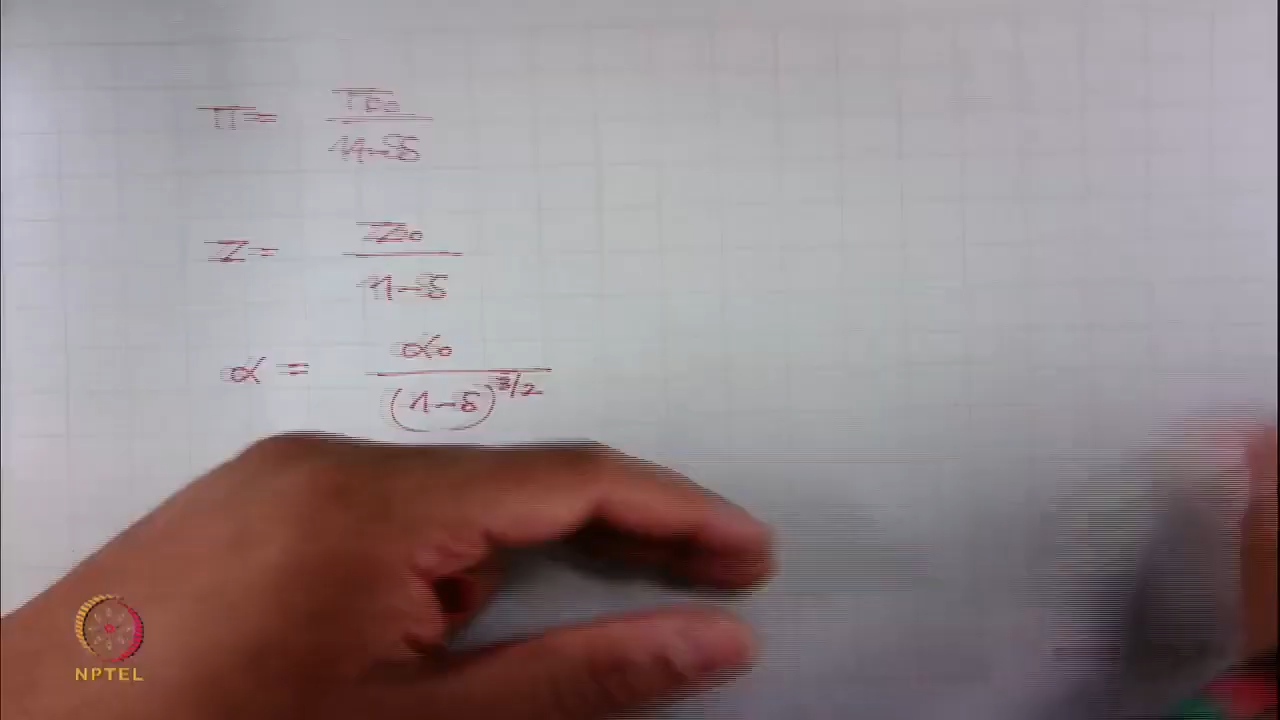 Π = Π₀ / 1-δ
Z = Z₀ / 1-δ
α = α₀ / (1-δ)^3/2
NPTEL